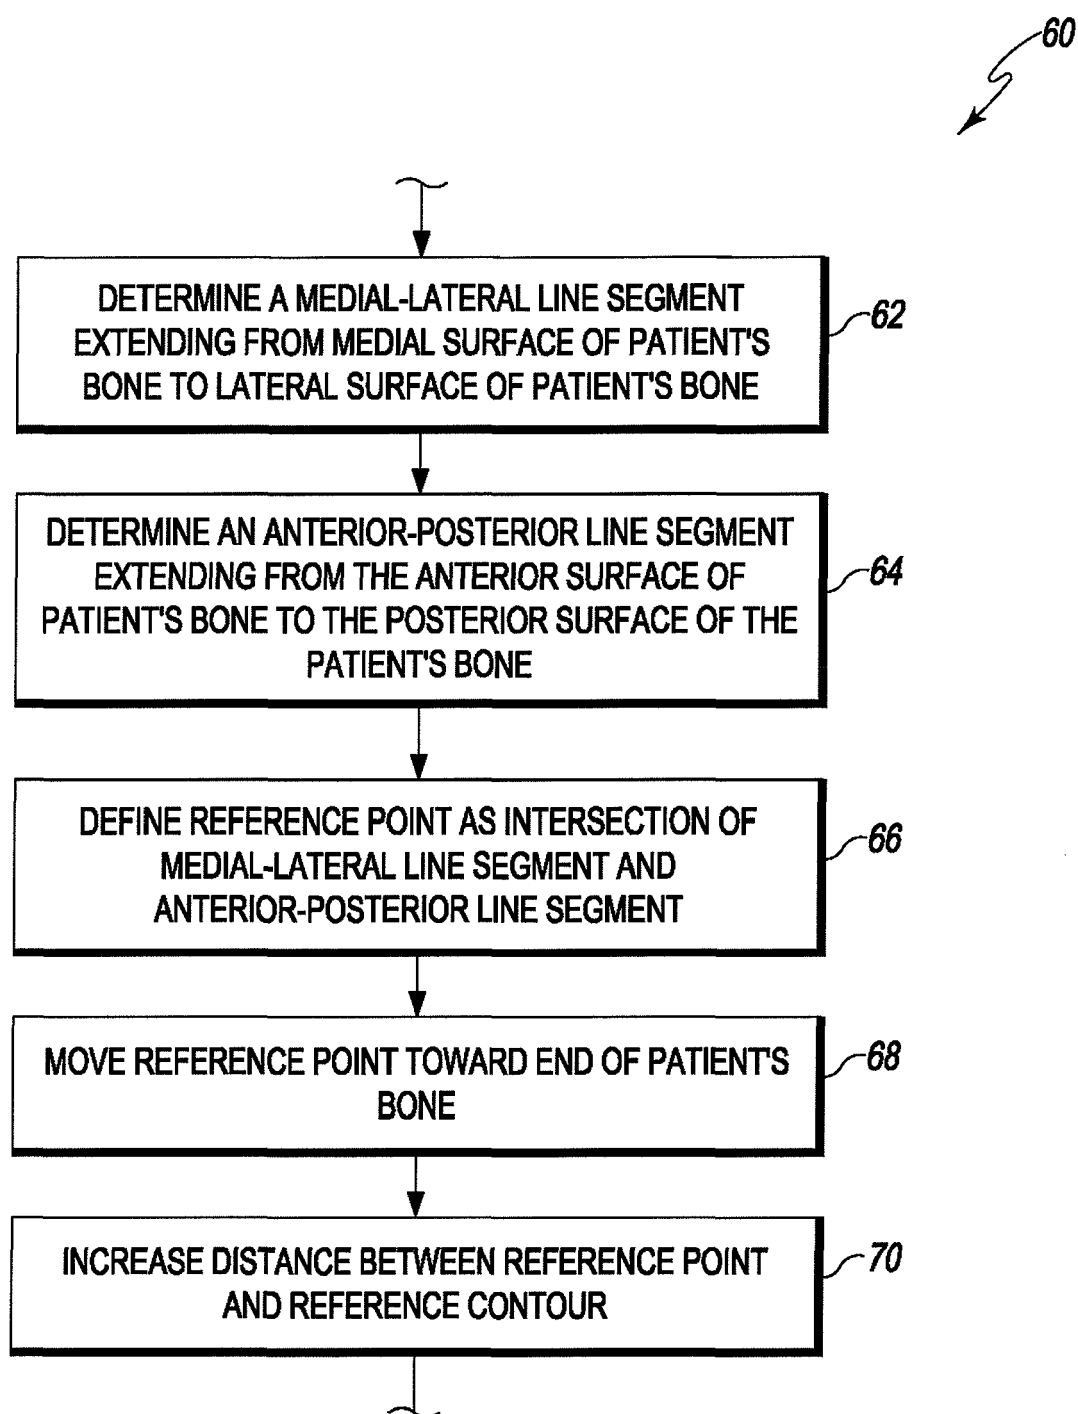 60
DETERMINE A MEDIAL-LATERAL LINE SEGMENT
EXTENDING FROM MEDIAL SURFACE OF PATIENT'S
BONE TO LATERAL SURFACE OF PATIENT'S BONE
62
DETERMINE AN ANTERIOR-POSTERIOR LINE SEGMENT
EXTENDING FROM THE ANTERIOR SURFACE OF
PATIENT'S BONE TO THE POSTERIOR SURFACE OF THE
PATIENT'S BONE
64
DEFINE REFERENCE POINT AS INTERSECTION OF
MEDIAL-LATERAL LINE SEGMENT AND
ANTERIOR-POSTERIOR LINE SEGMENT
66
MOVE REFERENCE POINT TOWARD END OF PATIENT'S
BONE
68
INCREASE DISTANCE BETWEEN REFERENCE POINT
AND REFERENCE CONTOUR
70